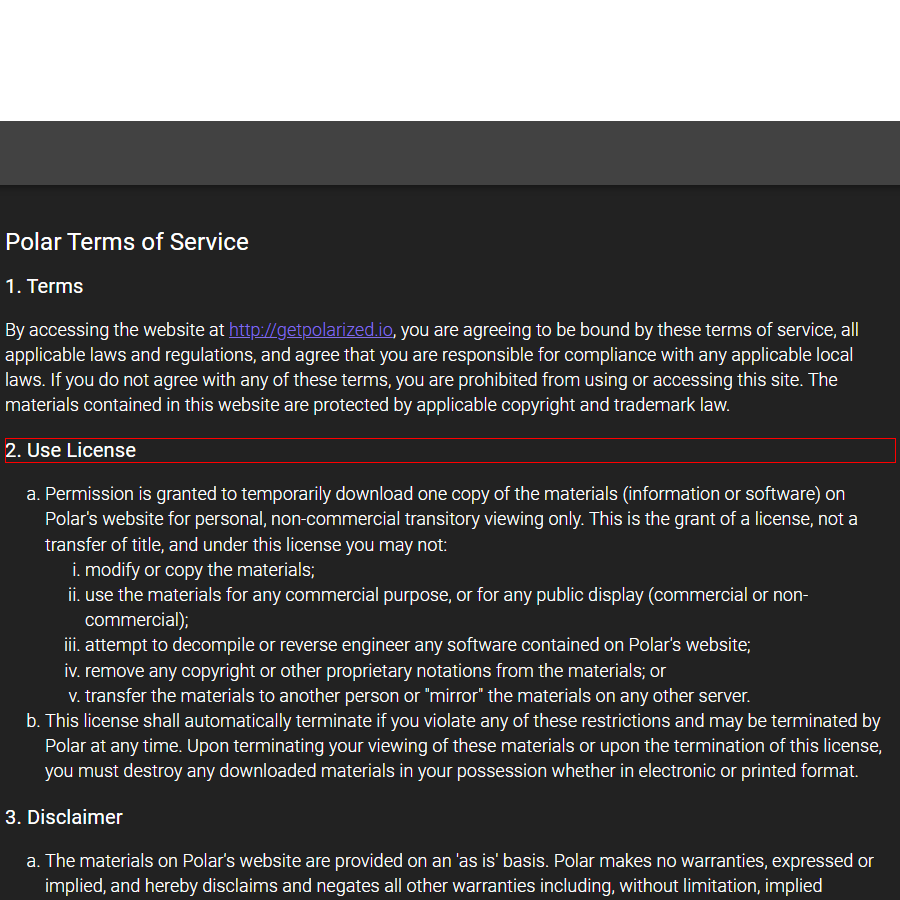 Polar Terms of Service
1. Terms
By accessing the website at http://getpolarized.io, you are agreeing to be bound by these terms of service, all
applicable laws and regulations, and agree that you are responsible for compliance with any applicable local
laws. If you do not agree with any of these terms, you are prohibited from using or accessing this site. The
materials contained in this website are protected by applicable copyright and trademark law.
2. Use License
a. Permission is granted to temporarily download one copy of the materials (information or software) on
Polar's website for personal, non-commercial transitory viewing only. This is the grant of a license, not a
transfer of title, and under this license you may not:
i. modify or copy the materials;
ii. use the materials for any commercial purpose, or for any public display (commercial or non-
commercial);
iii. attempt to decompile or reverse engineer any software contained on Polar's website;
iv. remove any copyright or other proprietary notations from the materials; or
v. transfer the materials to another person or "mirror" the materials on any other server.
b. This license shall automatically terminate if you violate any of these restrictions and may be terminated by
Polar at any time. Upon terminating your viewing of these materials or upon the termination of this license,
you must destroy any downloaded materials in your possession whether in electronic or printed format.
3. Disclaimer
a. The materials on Polar's website are provided on an 'as is' basis. Polar makes no warranties, expressed or
implied, and hereby disclaims and negates all other warranties including, without limitation, implied